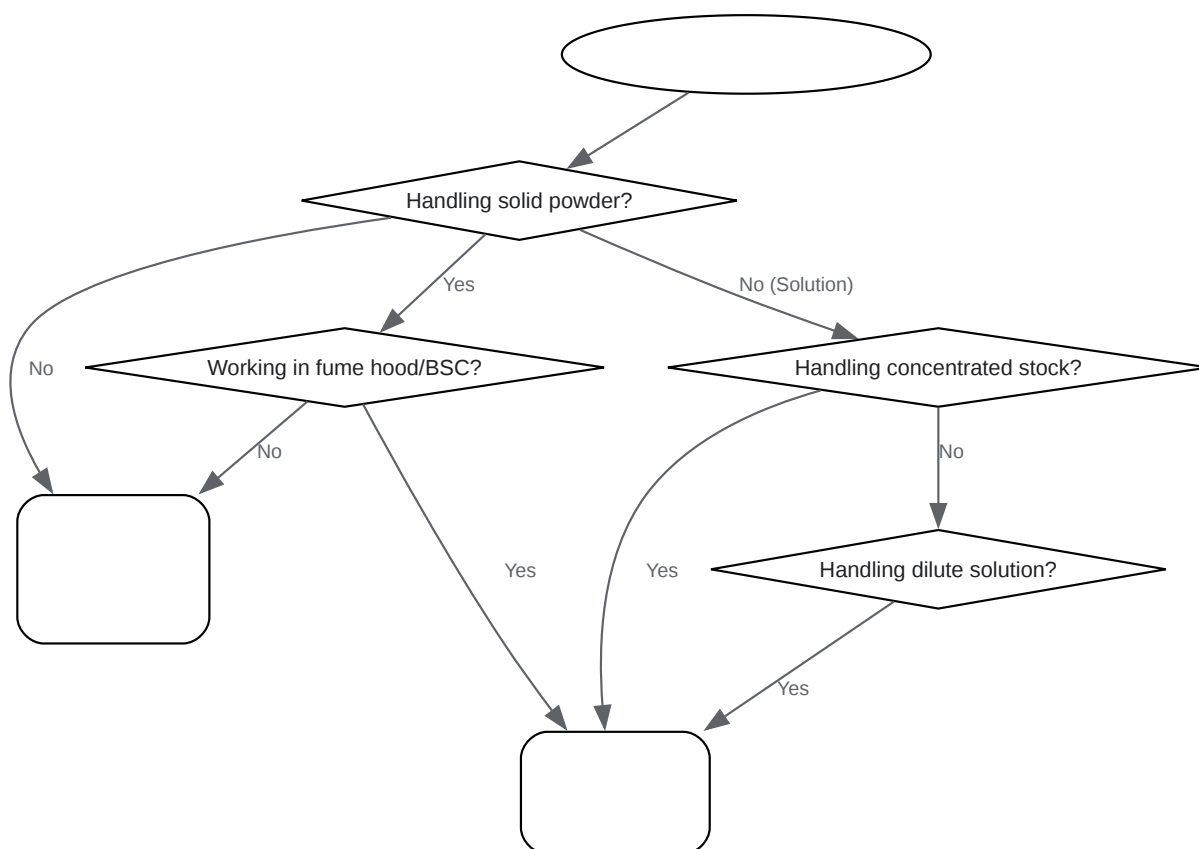 Handling solid powder?
Yes
No (Solution)
No
Working in fume hood/BSC?
Handling concentrated stock?
No
No
Yes
Yes
Handling dilute solution?
Yes